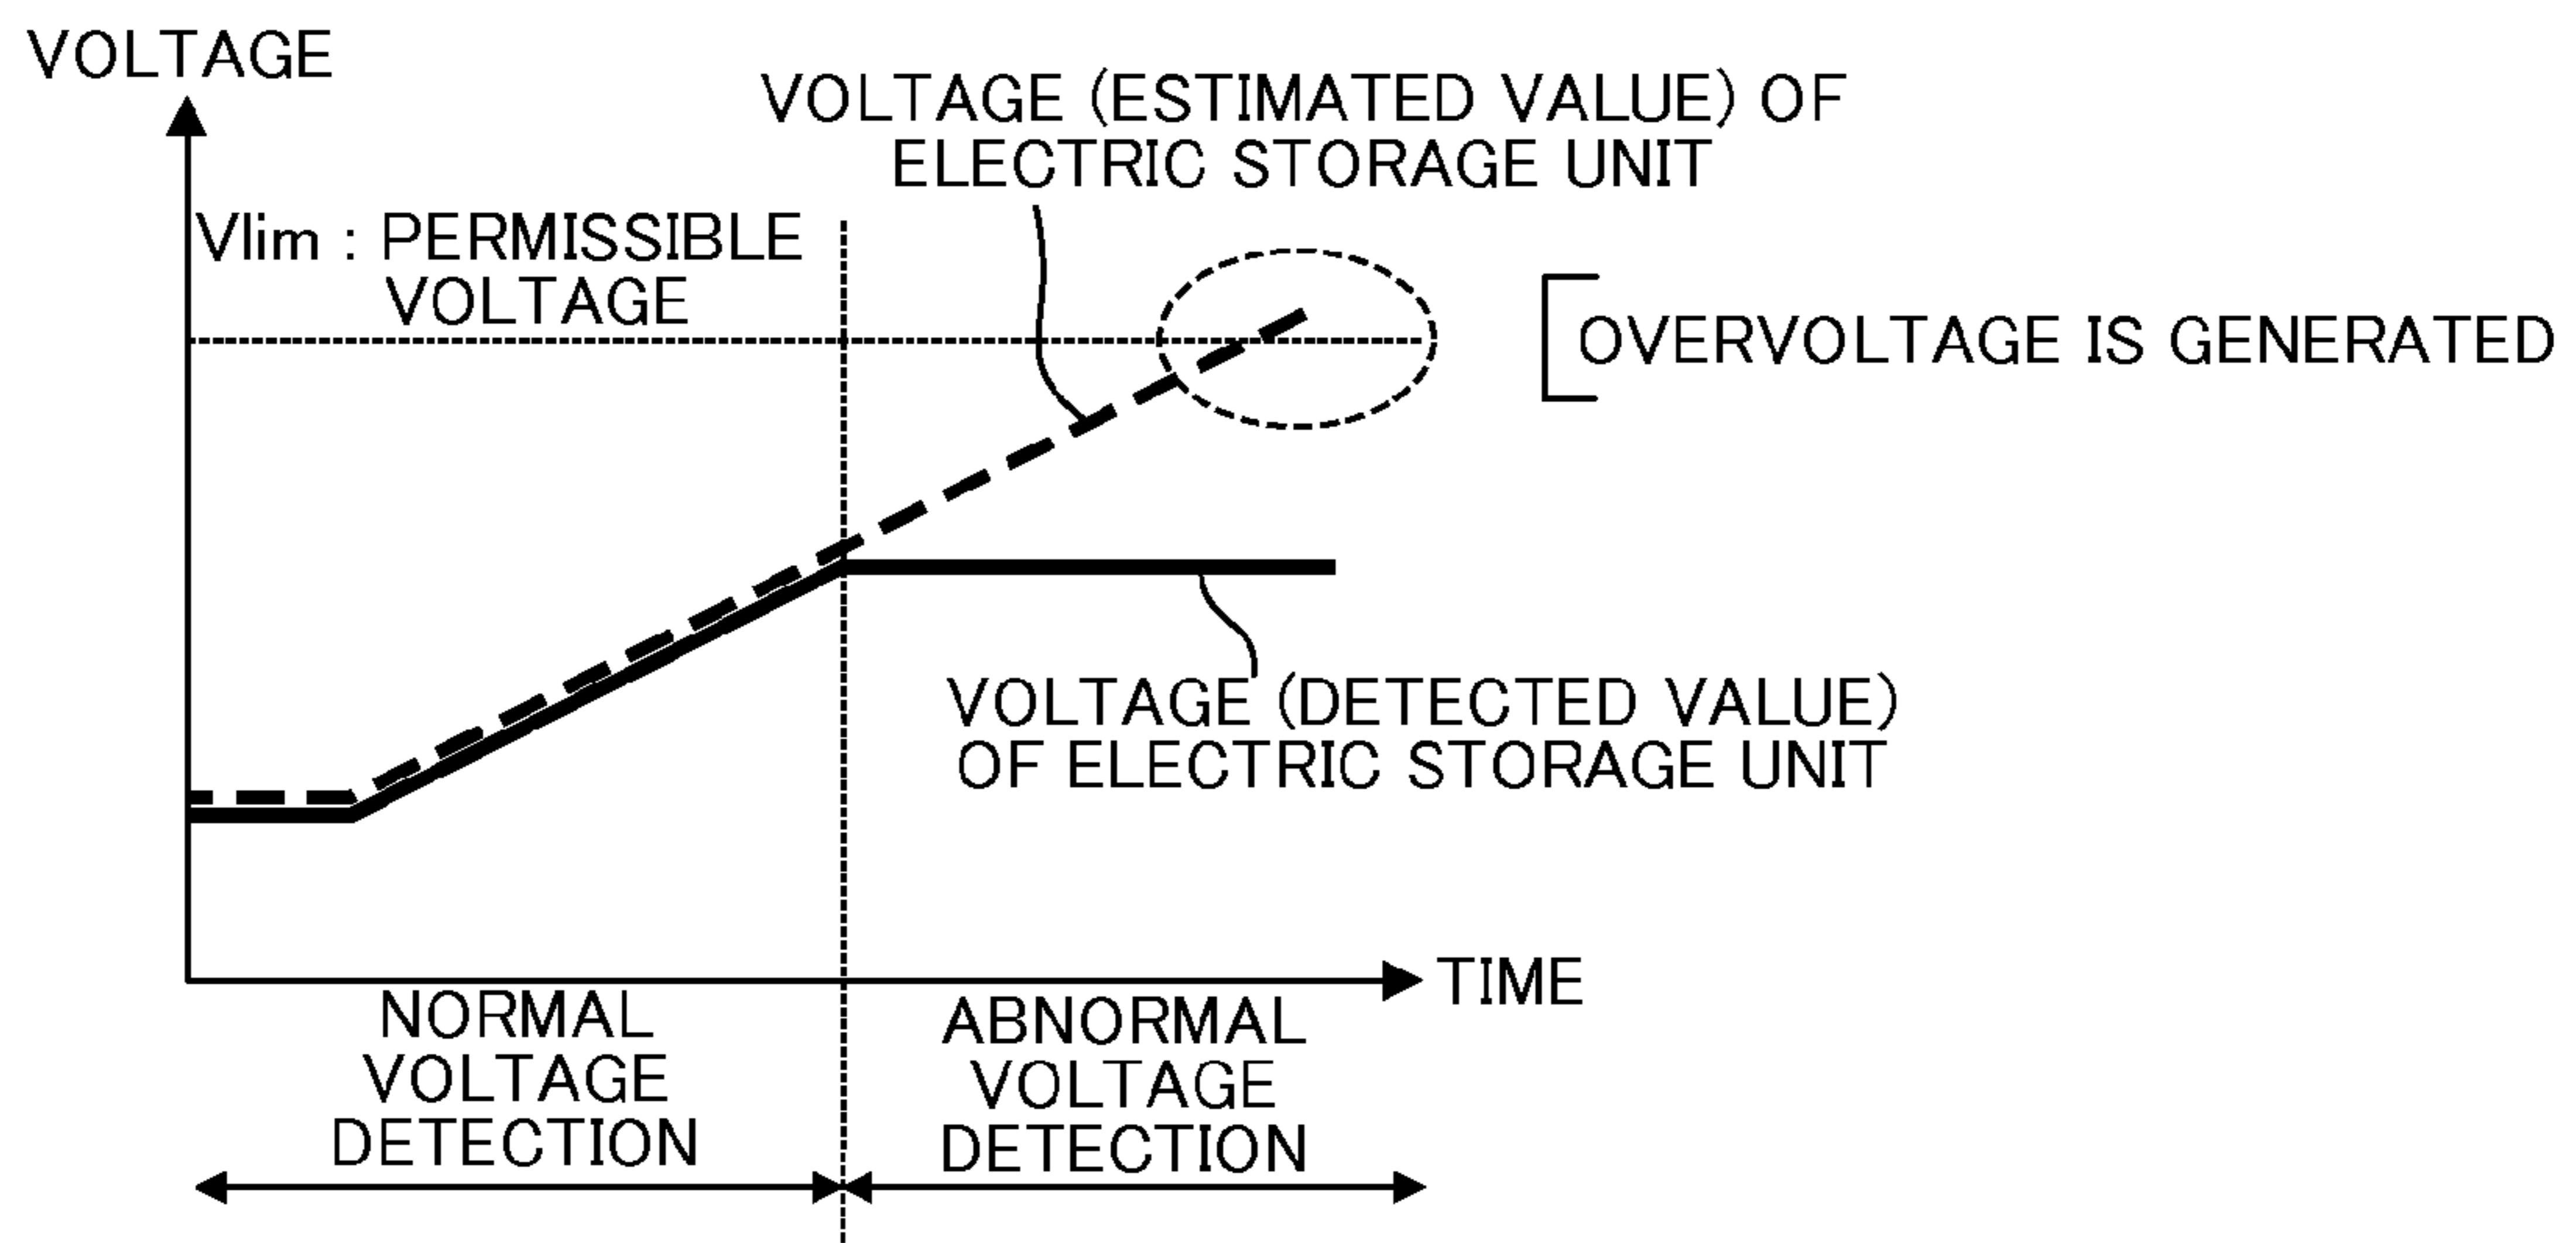 VOLTAGE
VOLTAGE (ESTIMATED VALUE) OF
ELECTRIC STORAGE UNIT
Vlim : PERMISSIBLE
VOLTAGE
OVERVOLTAGE IS GENERATED
VOLTAGE (DETECTED VALUE)
OF ELECTRIC STORAGE UNIT
TIME
NORMAL
VOLTAGE
DETECTION
ABNORMAL
VOLTAGE
DETECTION